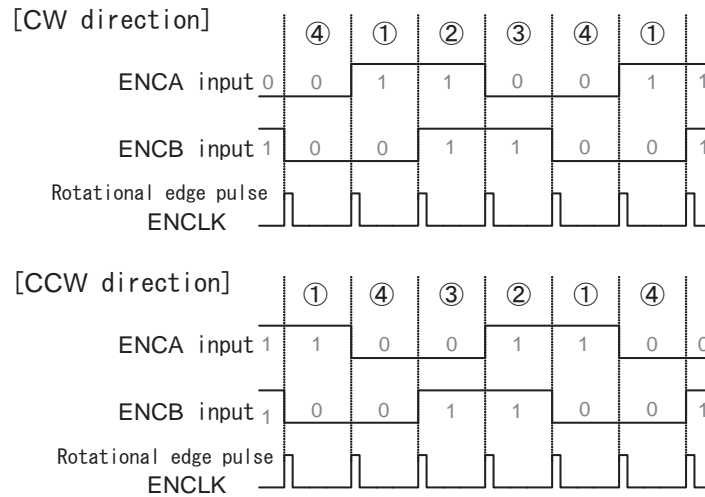 [CW direction]
④ ① ② ③ ④ ①
ENCA input 0 0 1 1 0 0 1 1
ENCB input 1 0 0 1 1 0 0 1
Rotational edge pulse
ENCLK
[CCW direction]
① ④ ③ ② ① ④
ENCA input 1 1 0 0 1 1 0 0
ENCB input 1 0 0 1 1 0 0 1
Rotational edge pulse
ENCLK